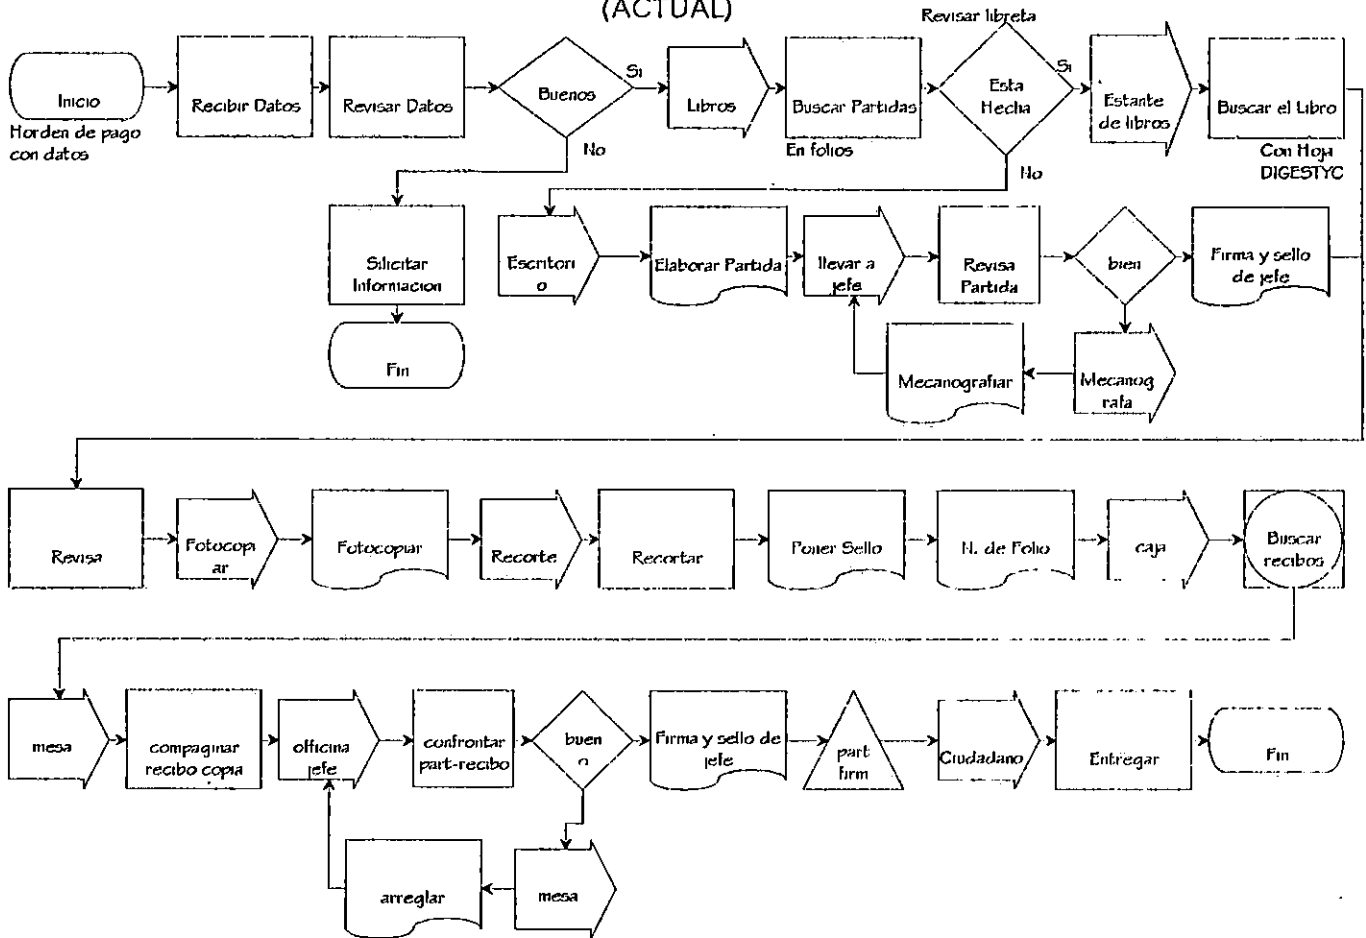 (ACTUAL)
Revisar libreta
Inicio
Horden de pago
con datos
Recibir Datos
Revisar Datos
Buenos
Si
No
Libros
Buscar Partidas
En folios
Esta
Hecha
Si
No
Estante
de libros
Buscar el Libro
Con Hoja
DIGESTYC
Silicitar
Informacion
Fin
Escritori
o
Elaborar Partida
llevar a
jefe
Revisa
Partida
bien
Firma y sello
de jefe
Mecanografiar
Mecanog
rafa
Revisa
Fotocopi
ar
Fotocopiar
Recorte
Recortar
Poner Sello
N. de Folio
caja
Buscar
recibos
mesa
compaginar
recibo copia
officina
jefe
confrontar
part-recibo
buen
o
Firma y sello de
jefe
part
firm
Ciudadano
Entregar
Fin
arreglar
mesa